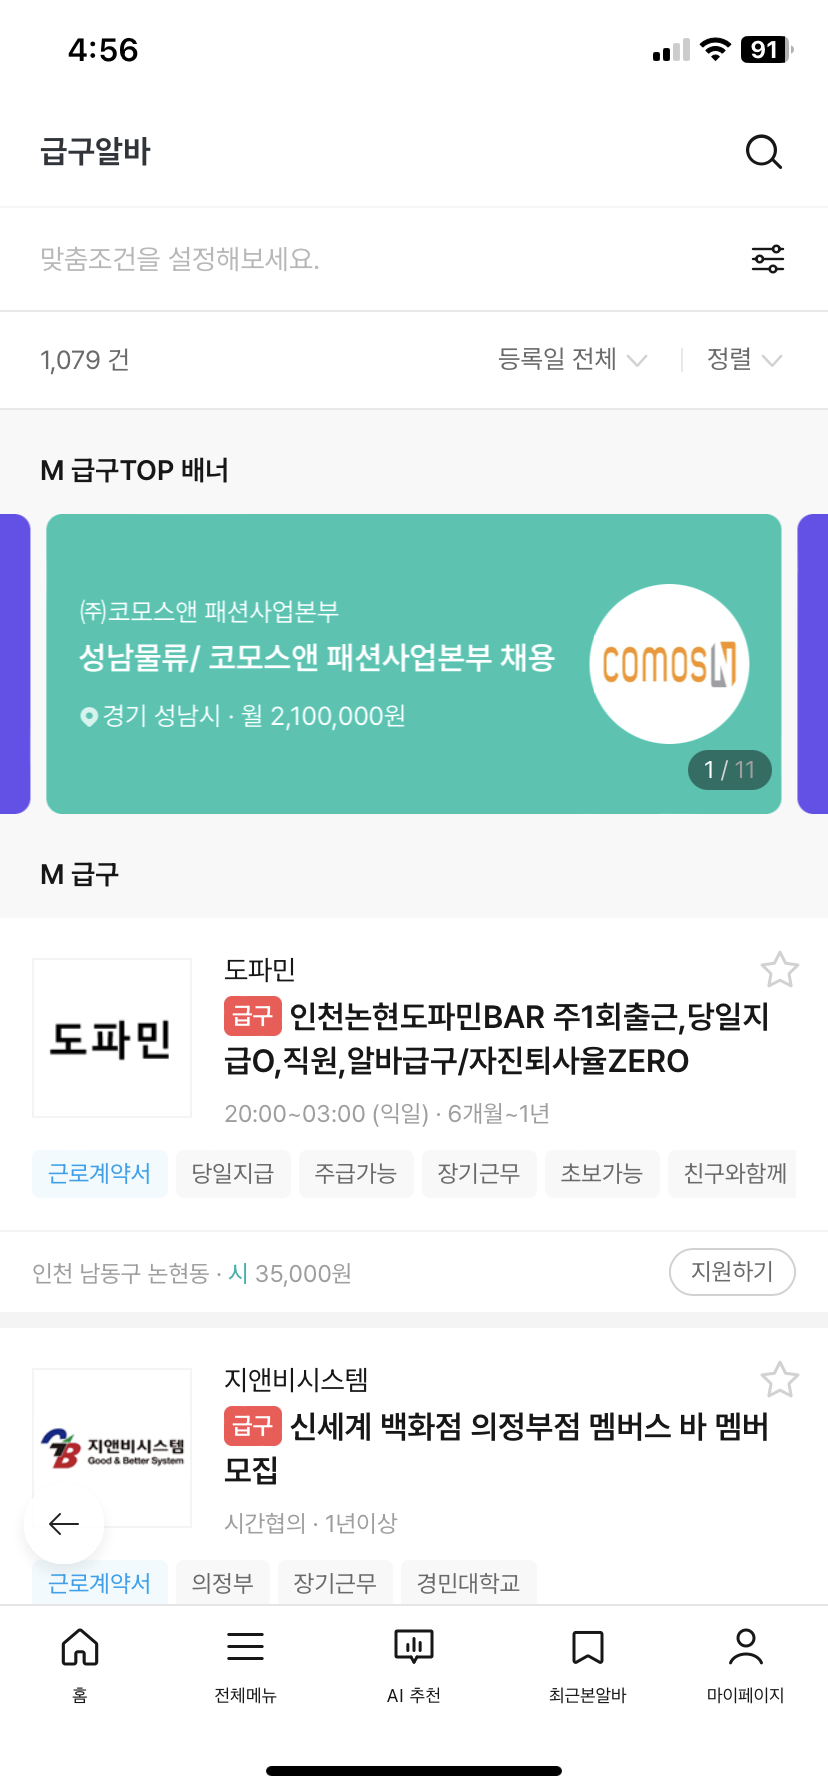 4:56
91
급구알바
맞춤조건을 설정해보세요.
1,079 건
등록일 전체
정렬
M 급구TOP 배너
㈜코모스앤 패션사업본부
성남물류/ 코모스앤 패션사업본부 채용
경기 성남시 · 월 2,100,000원
COMOSN
1 / 11
M 급구
도파민
도파민
급구 인천논현도파민BAR 주1회출근,당일지
급O,직원,알바급구/자진퇴사율ZERO
20:00~03:00 (익일) · 6개월~1년
근로계약서 당일지급 주급가능 장기근무 초보가능 친구와함께
인천 남동구 논현동 · 시 35,000원
지원하기
지앤비시스템
Good & Better System
지앤비시스템
급구 신세계 백화점 의정부점 멤버스 바 멤버
모집
시간협의 · 1년이상
근로계약서 의정부 장기근무 경민대학교
홈
전체메뉴
AI 추천
최근본알바
마이페이지